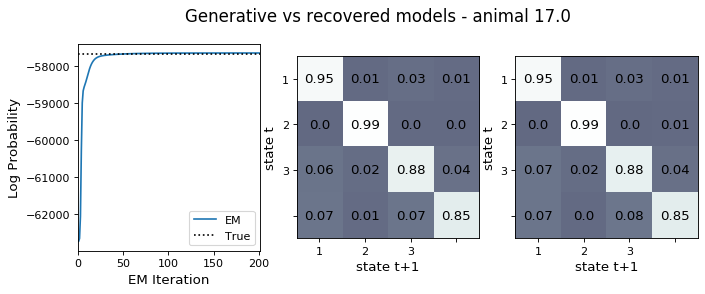 Generative vs recovered models - animal 17.0
Log Probability
−58000
−59000
−60000
−61000
−62000
0 50 100 150 200
EM Iteration
EM
True
state t
1
2
3
0.95 0.01 0.03 0.01
0.0 0.99 0.0 0.0
0.06 0.02 0.88 0.04
0.07 0.01 0.07 0.85
1 2 3
state t+1
state t
1
2
3
0.95 0.01 0.03 0.01
0.0 0.99 0.0 0.01
0.07 0.02 0.88 0.04
0.07 0.0 0.08 0.85
1 2 3
state t+1